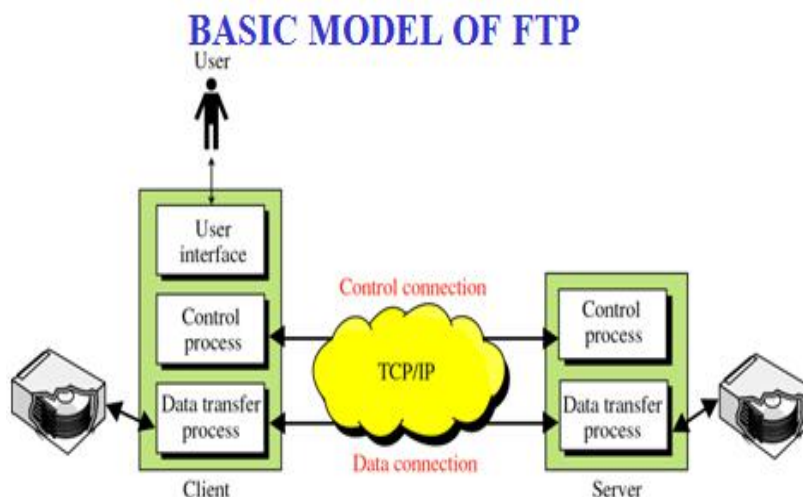 BASIC MODEL OF FTP
User
User
interface
Control connection
Control
process
Control
process
TCP/IP
Data transfer
process
Data transfer
process
Data connection
Client
Server